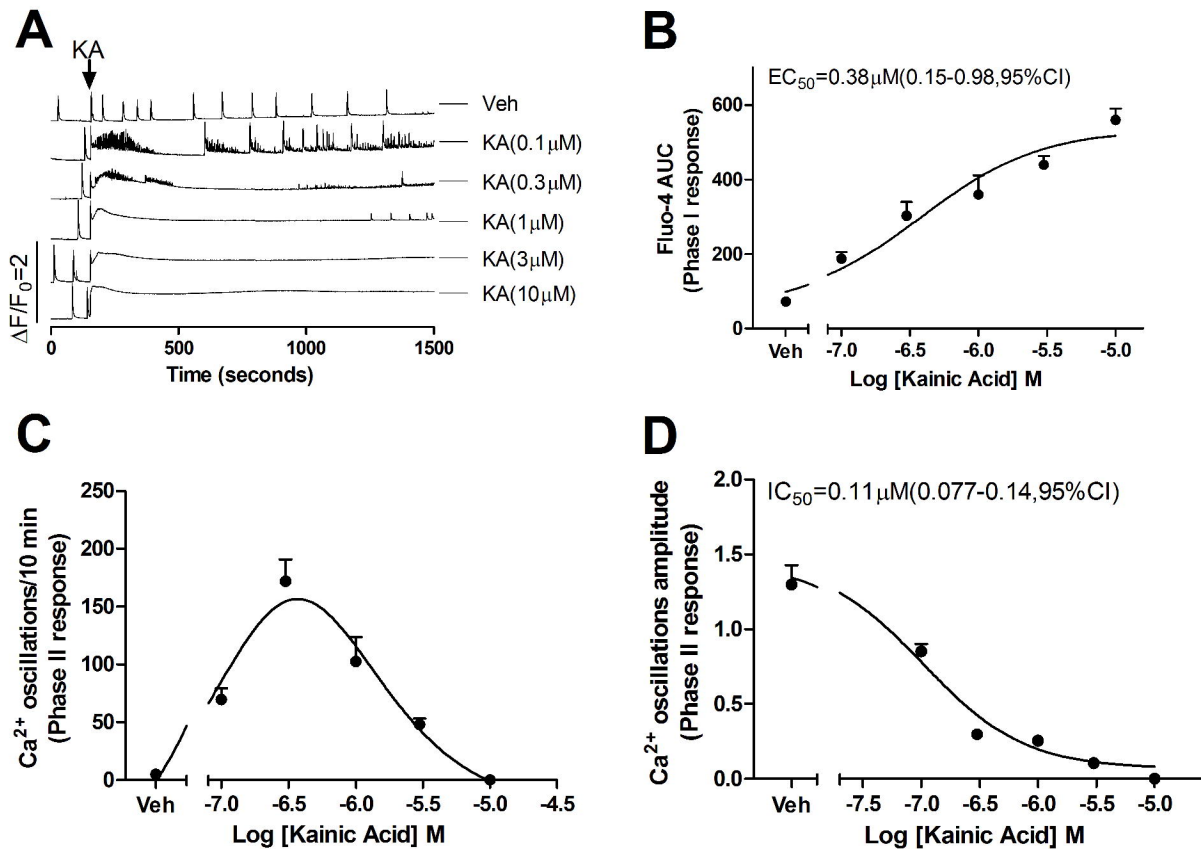 A
KA
Veh
KA(0.1μM)
KA(0.3μM)
KA(1μM)
KA(3μM)
KA(10μM)
ΔF/F₀=2
0 500 1000 1500
Time (seconds)
B
EC₅₀=0.38μM(0.15-0.98,95%CI)
Fluo-4 AUC
(Phase I response)
600
400
200
0
Veh -7.0 -6.5 -6.0 -5.5 -5.0
Log [Kainic Acid] M
C
Ca²⁺ oscillations/10 min
(Phase II response)
250
200
150
100
50
0
Veh -7.0 -6.5 -6.0 -5.5 -5.0 -4.5
Log [Kainic Acid] M
D
IC₅₀=0.11μM(0.077-0.14,95%CI)
Ca²⁺ oscillations amplitude
(Phase II response)
2.0
1.5
1.0
0.5
0.0
Veh -7.5 -7.0 -6.5 -6.0 -5.5 -5.0
Log [Kainic Acid] M